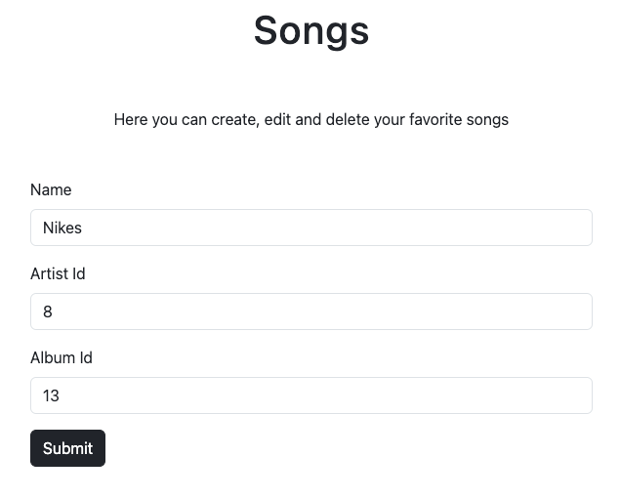 Songs
Here you can create, edit and delete your favorite songs
Name
Nikes
Artist Id
8
Album Id
13
Submit